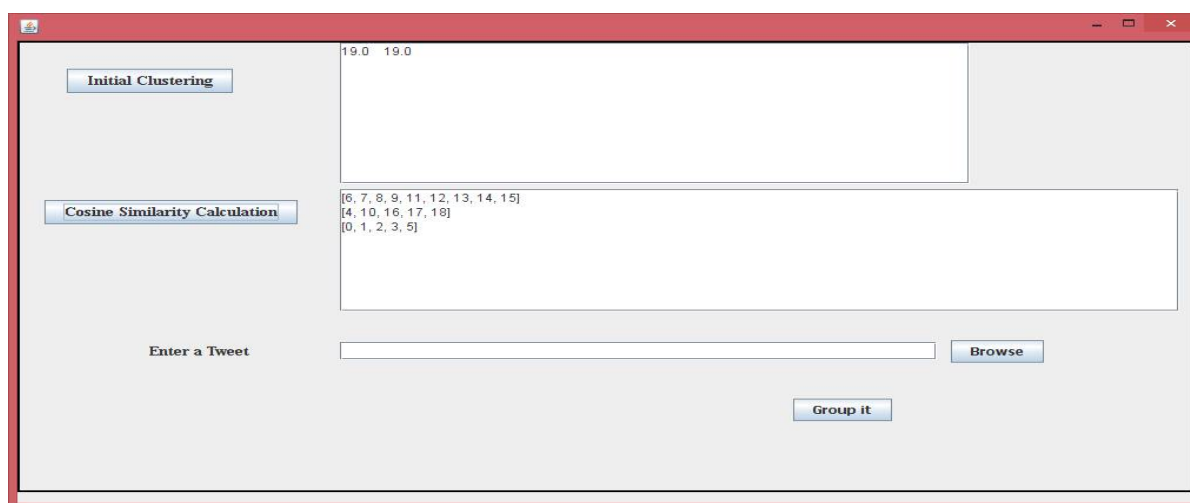 19.0 19.0
Initial Clustering
[6, 7, 8, 9, 11, 12, 13, 14, 15]
Cosine Similarity Calculation
[4, 10, 16, 17, 18]
[0, 1, 2, 3, 5]
Enter a Tweet
Browse
Group it